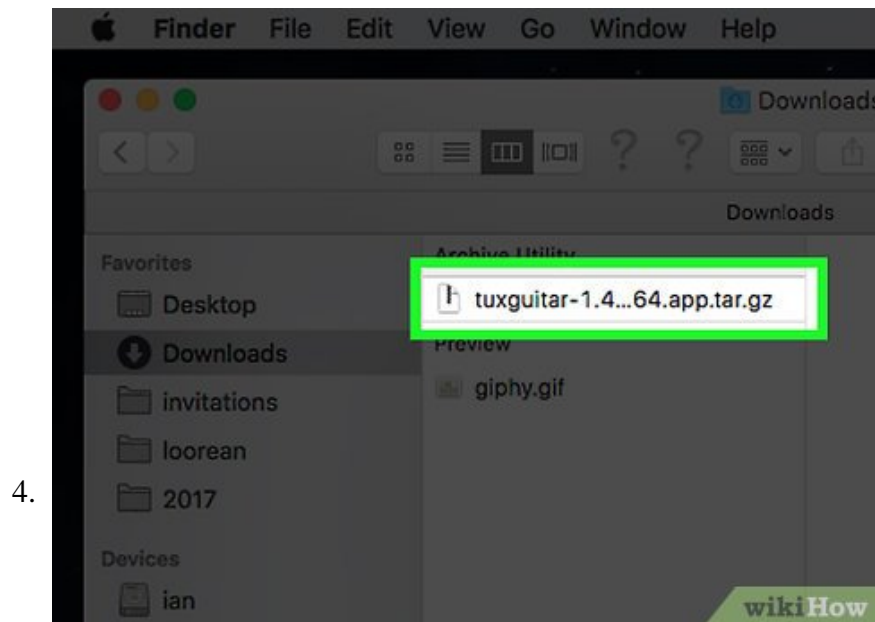 Finder File Edit View Go Window Help
Downloads
Downloads
Favorites
Archive Utility
Desktop
tuxguitar-1.4...64.app.tar.gz
Downloads
Preview
invitations
giphy.gif
loorean
4.
2017
Devices
ian
wikiHow